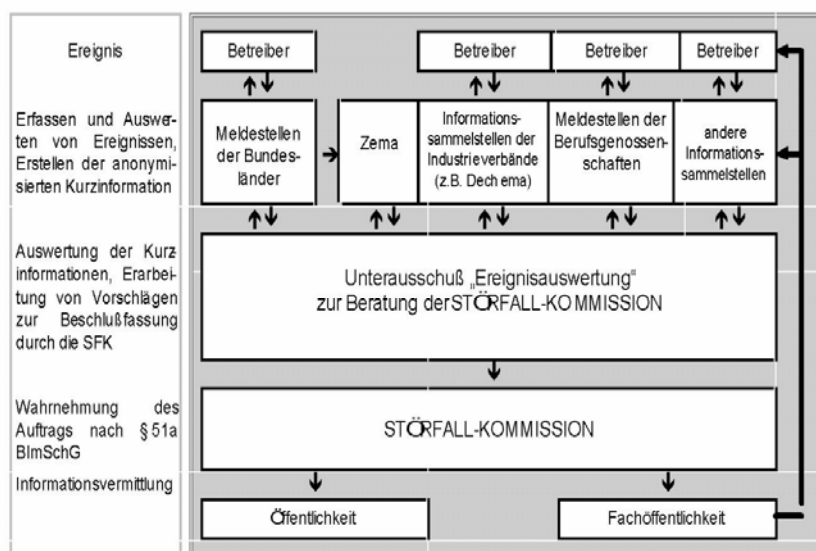 Ereignis
Betreiber
Betreiber
Betreiber
Betreiber
Erfassen und Auswer-
ten von Ereignissen,
Erstellen der anonymi-
sierten Kurzinformation
Meldestellen
der Bundes-
länder
Zema
Informations-
sammelstellen der
Industrieverbände
(z.B. Dechema)
Meldestellen der
Berufsgenossen-
schaften
andere
Informations-
sammelstellen
Auswertung der Kurz
informationen, Erarbei-
tung von Vorschlägen
zur Beschlußfassung
durch die SFK
Unterausschuß „Ereignisauswertung“
zur Beratung der STÖRFALL-KOMMISSION
Wahrnehmung des
Auftrags nach § 51a
BImSchG
STÖRFALL-KOMMISSION
Informationsvermittlung
Öffentlichkeit
Fachöffentlichkeit